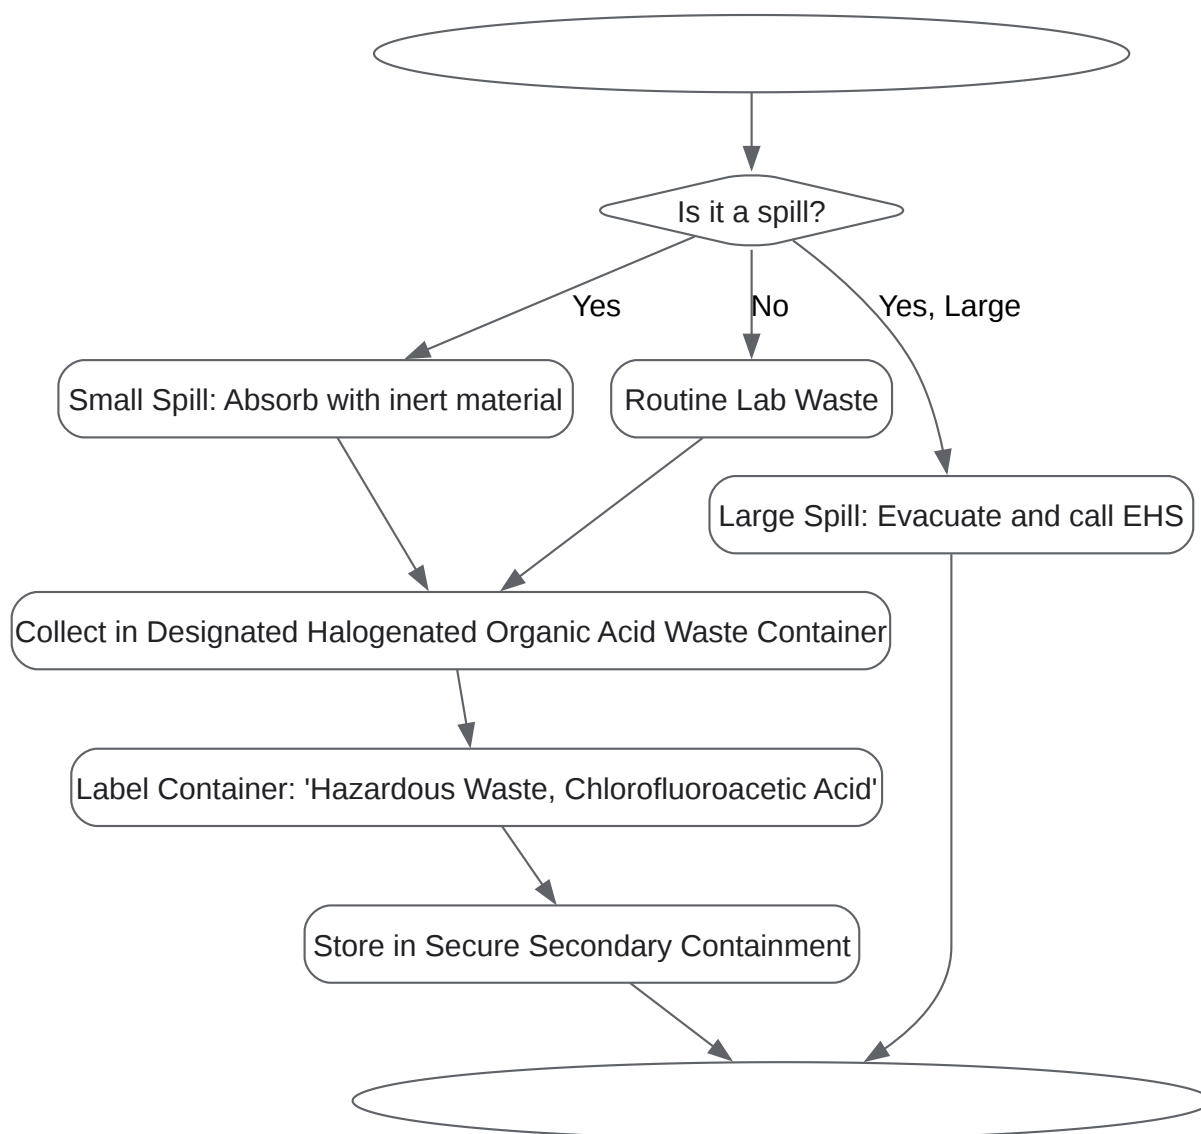 Is it a spill?
Yes
No
Yes, Large
Small Spill: Absorb with inert material
Routine Lab Waste
Large Spill: Evacuate and call EHS
Collect in Designated Halogenated Organic Acid Waste Container
Label Container: 'Hazardous Waste, Chlorofluoroacetic Acid'
Store in Secure Secondary Containment